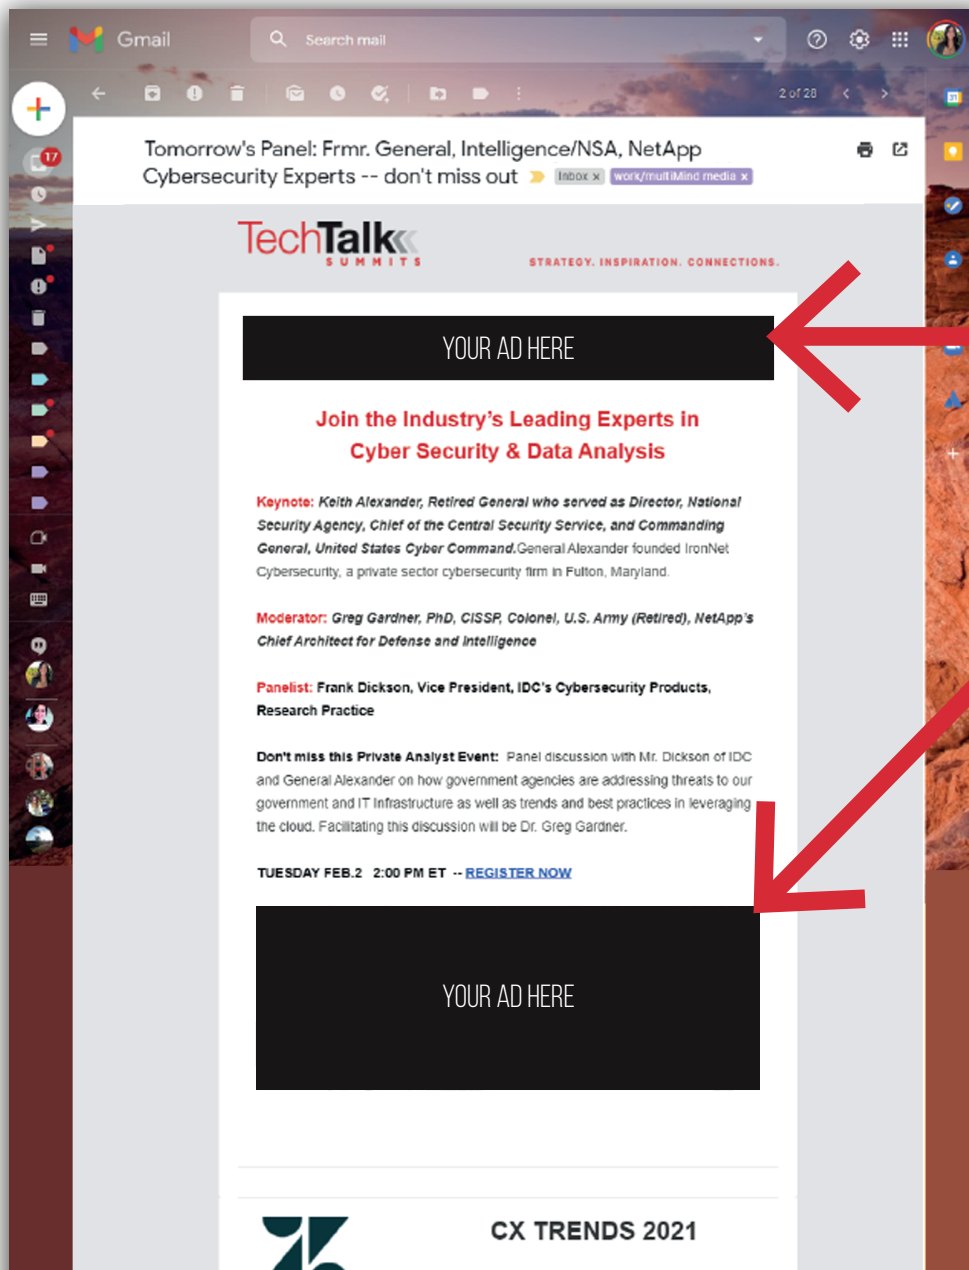 Gmail
Search mail
2 of 28
31
17
Tomorrow's Panel: Frmr. General, Intelligence/NSA, NetApp
Cybersecurity Experts -- don't miss out Inbox x work/multiMind media x
TechTalk
SUMMITS
STRATEGY. INSPIRATION. CONNECTIONS.
YOUR AD HERE
Join the Industry’s Leading Experts in
Cyber Security & Data Analysis
Keynote: Keith Alexander, Retired General who served as Director, National
Security Agency, Chief of the Central Security Service, and Commanding
General, United States Cyber Command.General Alexander founded IronNet
Cybersecurity, a private sector cybersecurity firm in Fulton, Maryland.
Moderator: Greg Gardner, PhD, CISSP, Colonel, U.S. Army (Retired), NetApp's
Chief Architect for Defense and Intelligence
Panelist: Frank Dickson, Vice President, IDC's Cybersecurity Products,
Research Practice
Don't miss this Private Analyst Event: Panel discussion with Mr. Dickson of IDC
and General Alexander on how government agencies are addressing threats to our
government and IT Infrastructure as well as trends and best practices in leveraging
the cloud. Facilitating this discussion will be Dr. Greg Gardner.
TUESDAY FEB.2 2:00 PM ET -- REGISTER NOW
YOUR AD HERE
CX TRENDS 2021